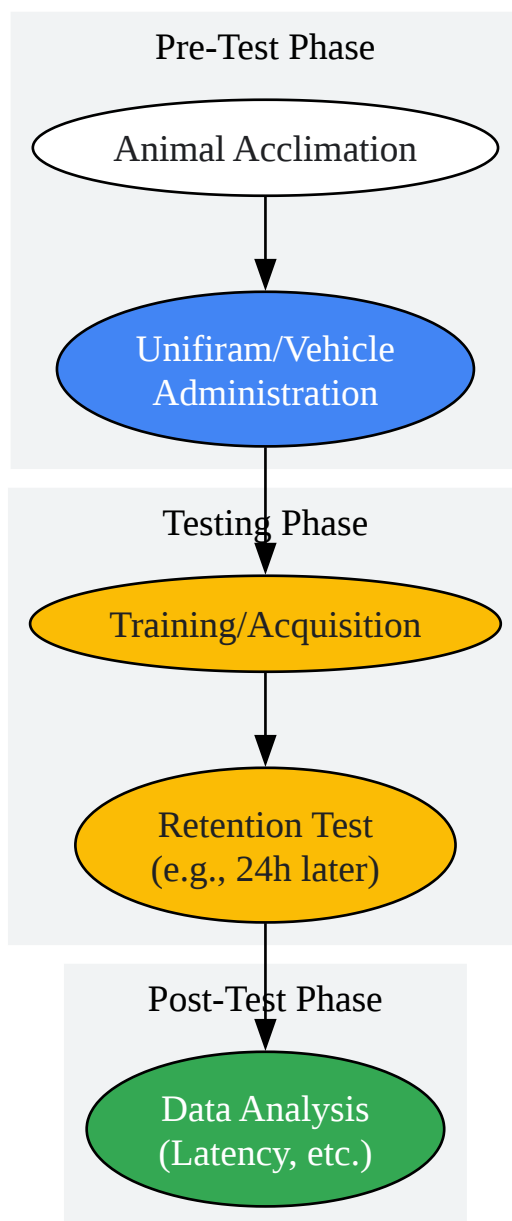 Pre-Test Phase
Animal Acclimation
Unifiram/Vehicle
Administration
Testing Phase
Training/Acquisition
Retention Test
(e.g., 24h later)
Post-Test Phase
Data Analysis
(Latency, etc.)